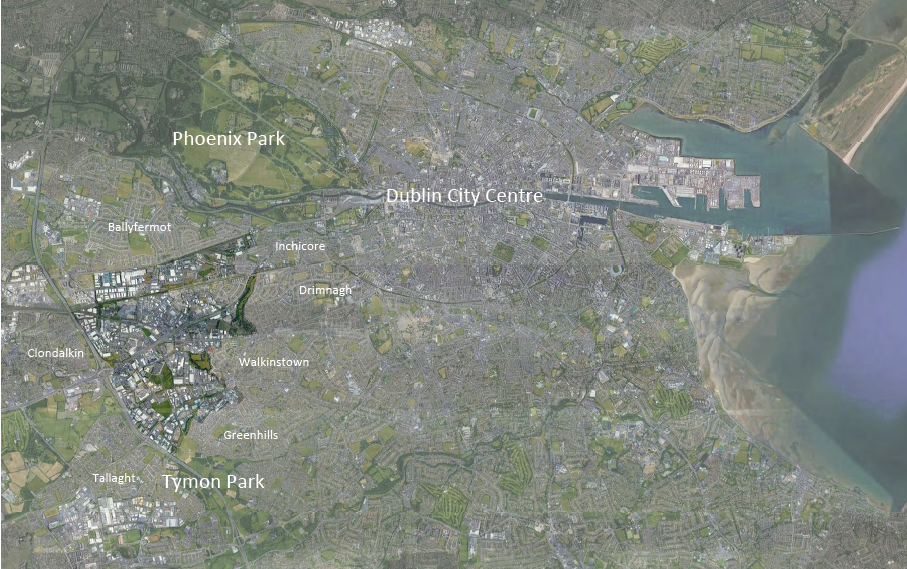 Phoenix Park
Dublin City Centre
Ballyfermot
Inchicore
Drimnagh
Clondalkin
Walkinstown
Greenhills
Tallaght
Tymon Park